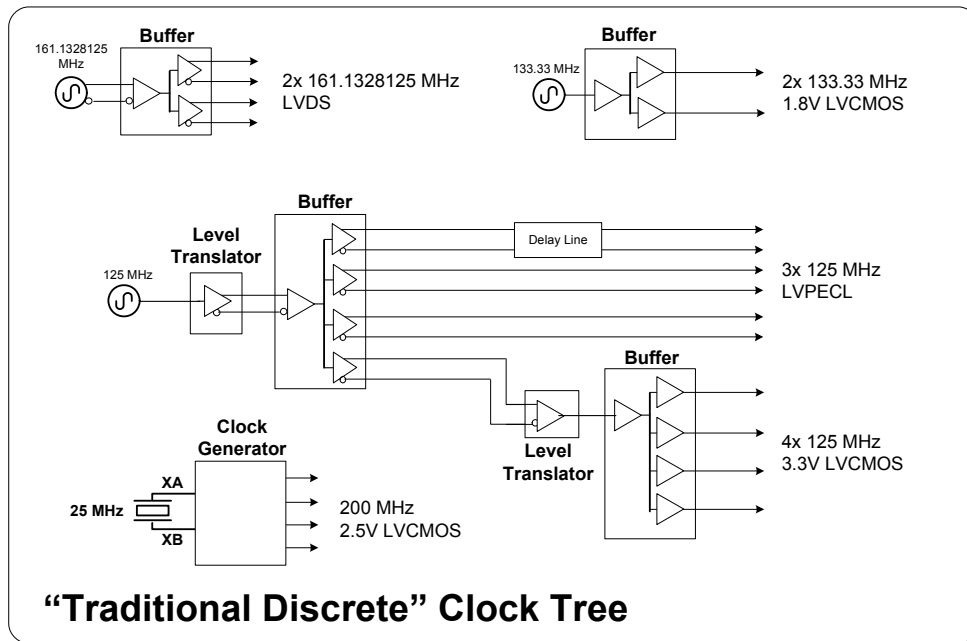 Buffer
161.1328125
MHz
2x 161.1328125 MHz
LVDS
Buffer
133.33 MHz
2x 133.33 MHz
1.8V LVCMOS
Buffer
Level
Translator
125 MHz
Delay Line
3x 125 MHz
LVPECL
Buffer
Level
Translator
4x 125 MHz
3.3V LVCMOS
Clock
Generator
XA
25 MHz
XB
200 MHz
2.5V LVCMOS
“Traditional Discrete” Clock Tree